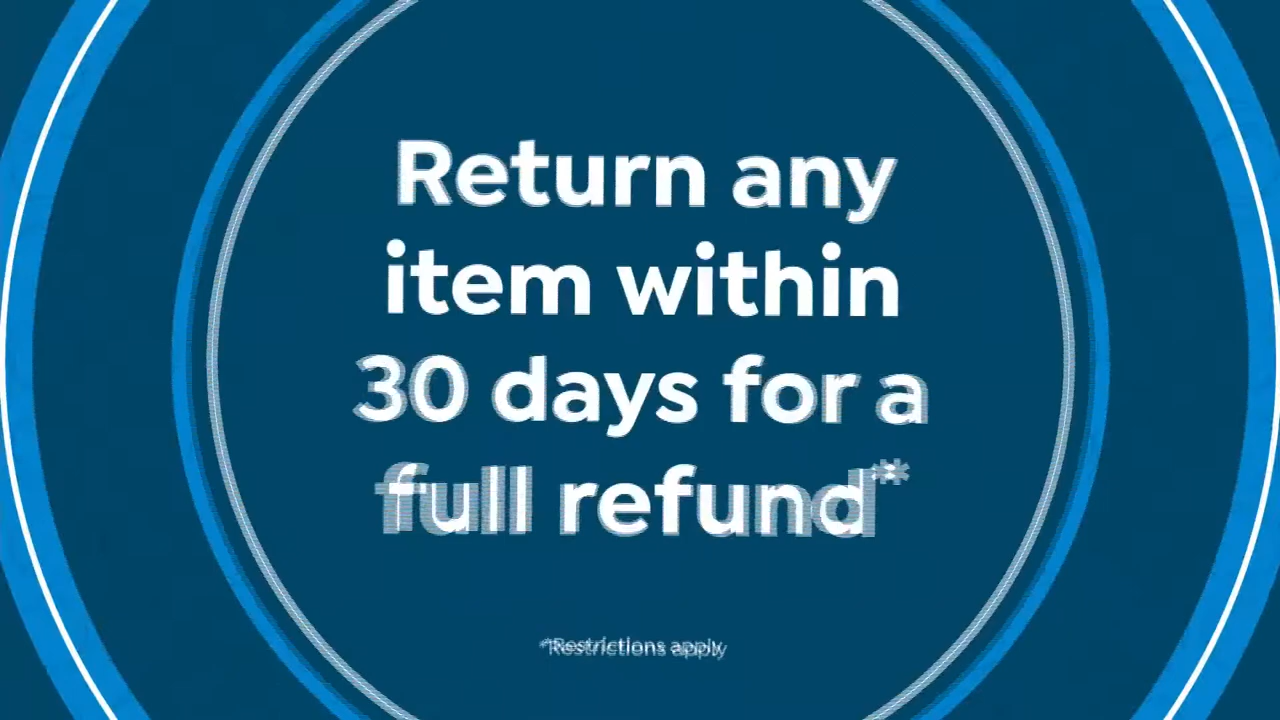 Return any
item within
30 days for a
full refund*
*Restrictions apply